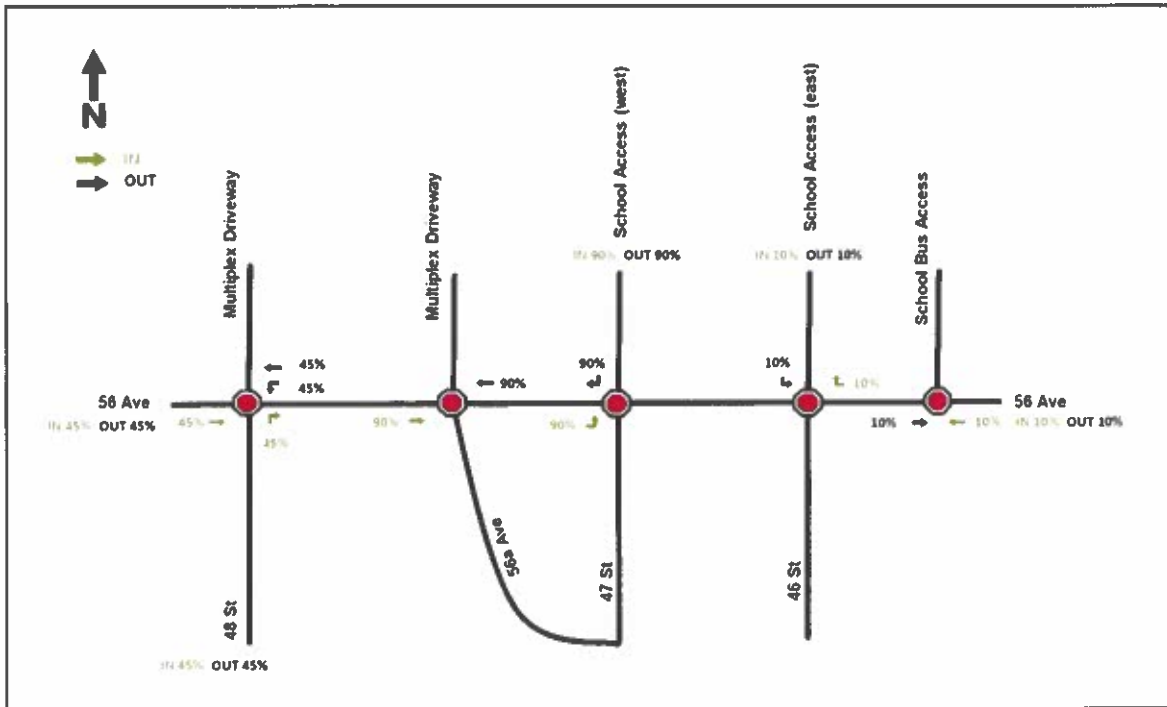 N
IN
OUT
Multiplex Driveway
Multiplex Driveway
School Access (west)
School Access (east)
School Bus Access
IN 90% OUT 90%
IN 10% OUT 10%
45%
45%
90%
90%
10%
10%
56 Ave
56 Ave
IN 45% OUT 45%
45%
45%
90%
90%
10%
10%
IN 10% OUT 10%
56a Ave
48 St
47 St
46 St
IN 45% OUT 45%